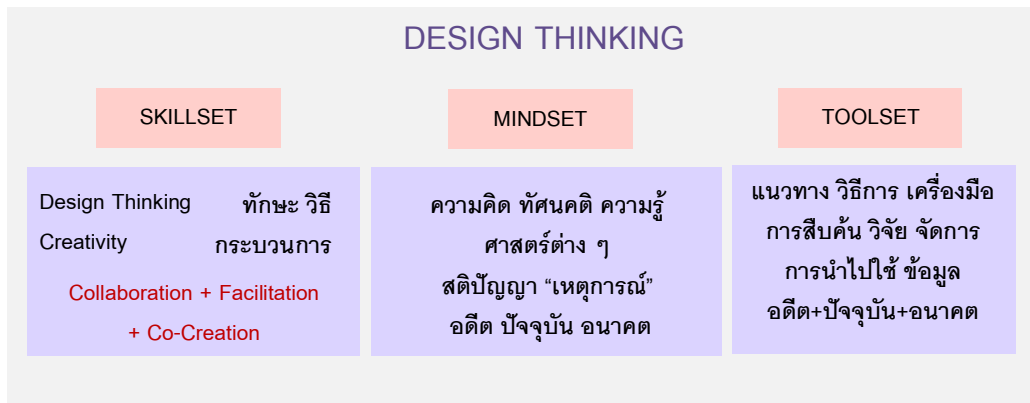 DESIGN THINKING
SKILLSET
Design Thinking ทักษะ วิธี
Creativity กระบวนการ
Collaboration + Facilitation
+ Co-Creation
MINDSET
ความคิด ทัศนคติ ความรู้
ศาสตร์ต่าง ๆ
สติปัญญา “เหตุการณ์”
อดีต ปัจจุบัน อนาคต
TOOLSET
แนวทาง วิธีการ เครื่องมือ
การสืบค้น วิจัย จัดการ
การนำไปใช้ ข้อมูล
อดีต+ปัจจุบัน+อนาคต